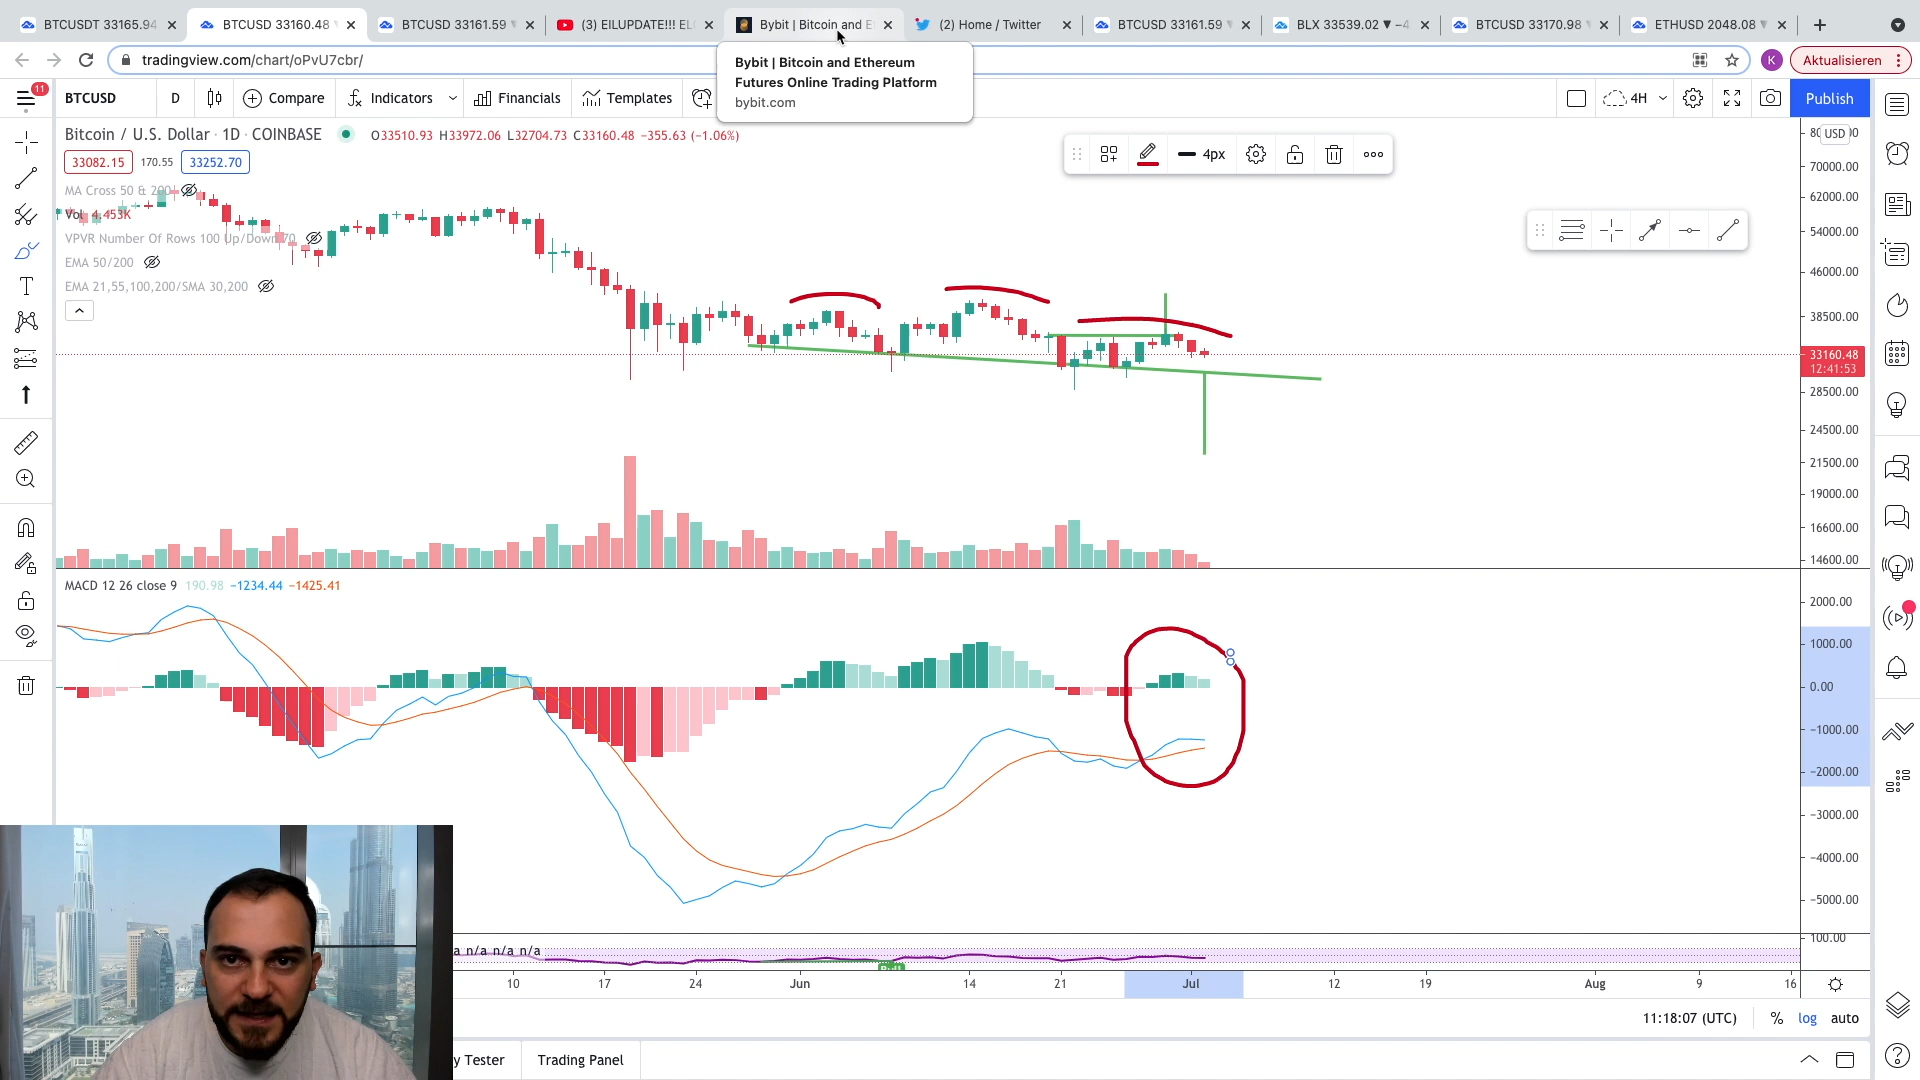 BTCUSDT 33165.94
BTCUSD 33160.48
BTCUSD 33161.59
(3) EILUPDATE!!! EL
Bybit | Bitcoin and E
(2) Home / Twitter
BTCUSD 33161.59
BLX 33539.02 ▼ −4
BTCUSD 33170.98
ETHUSD 2048.08 ▼
tradingview.com/chart/oPvU7cbr/
K
Aktualisieren
Bybit | Bitcoin and Ethereum
Futures Online Trading Platform
bybit.com
11
BTCUSD
D
Compare
Indicators
Financials
Templates
4H
Publish
Bitcoin / U.S. Dollar · 1D · COINBASE
O33510.93 H33972.06 L32704.73 C33160.48 −355.63 (−1.06%)
33082.15
170.55
33252.70
MA Cross 50 & 200
Vol 4.453K
VPVR Number Of Rows 100 Up/Down 70
EMA 50/200
EMA 21,55,100,200/SMA 30,200
4px
USD
70000.00
62000.00
54000.00
46000.00
38500.00
33160.48
12:41:53
28500.00
24500.00
21500.00
19000.00
16600.00
14600.00
MACD 12 26 close 9 190.98 −1234.44 −1425.41
2000.00
1000.00
0.00
−1000.00
−2000.00
−3000.00
−4000.00
−5000.00
a n/a n/a n/a
100.00
10
17
24
Jun
14
21
Jul
12
19
Aug
9
16
11:18:07 (UTC)
%
log
auto
y Tester
Trading Panel